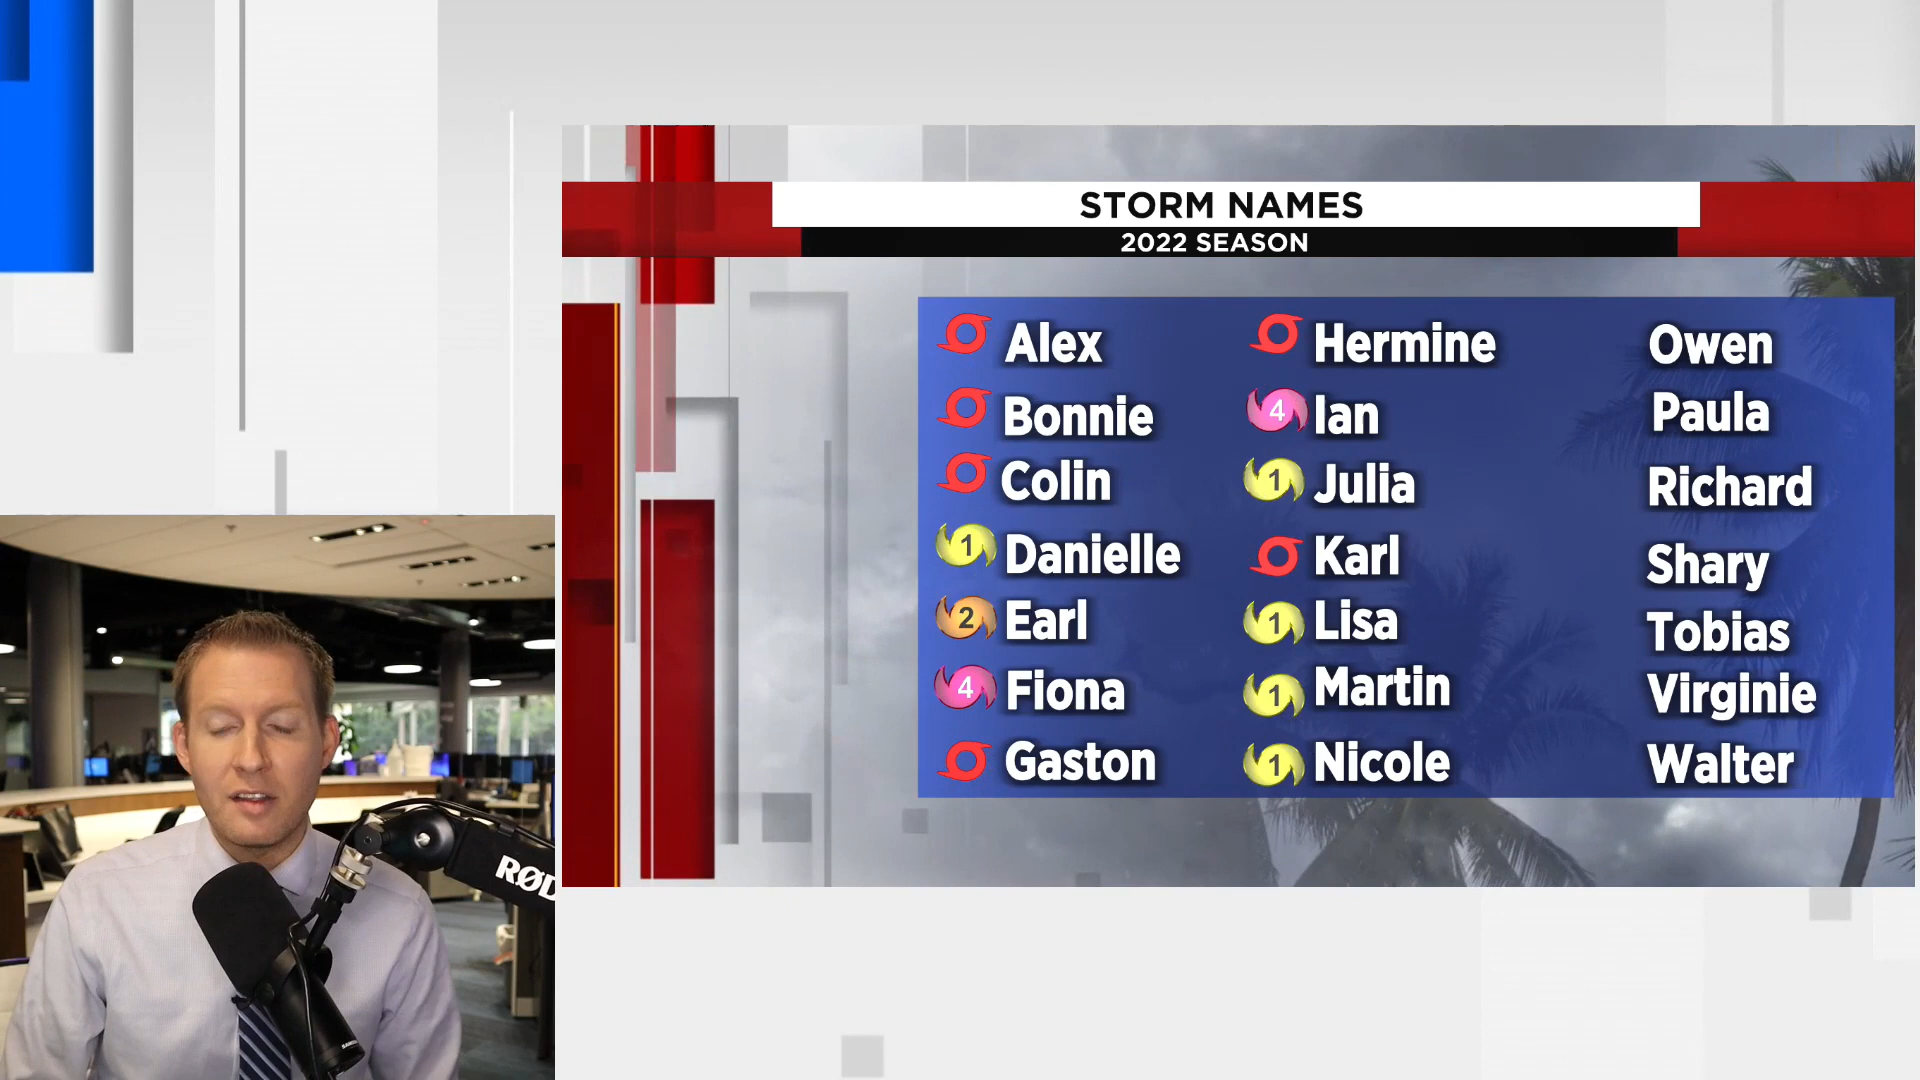 STORM NAMES
2022 SEASON
Alex
Bonnie
Colin
1 Danielle
2 Earl
4 Fiona
Gaston
Hermine
4 Ian
1 Julia
Karl
1 Lisa
1 Martin
1 Nicole
Owen
Paula
Richard
Shary
Tobias
Virginie
Walter
RØD